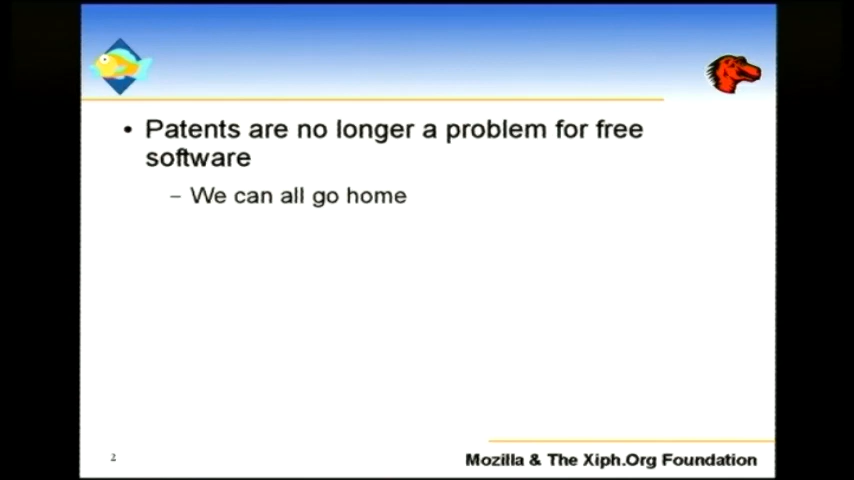 • Patents are no longer a problem for free
software
– We can all go home
2
Mozilla & The Xiph.Org Foundation